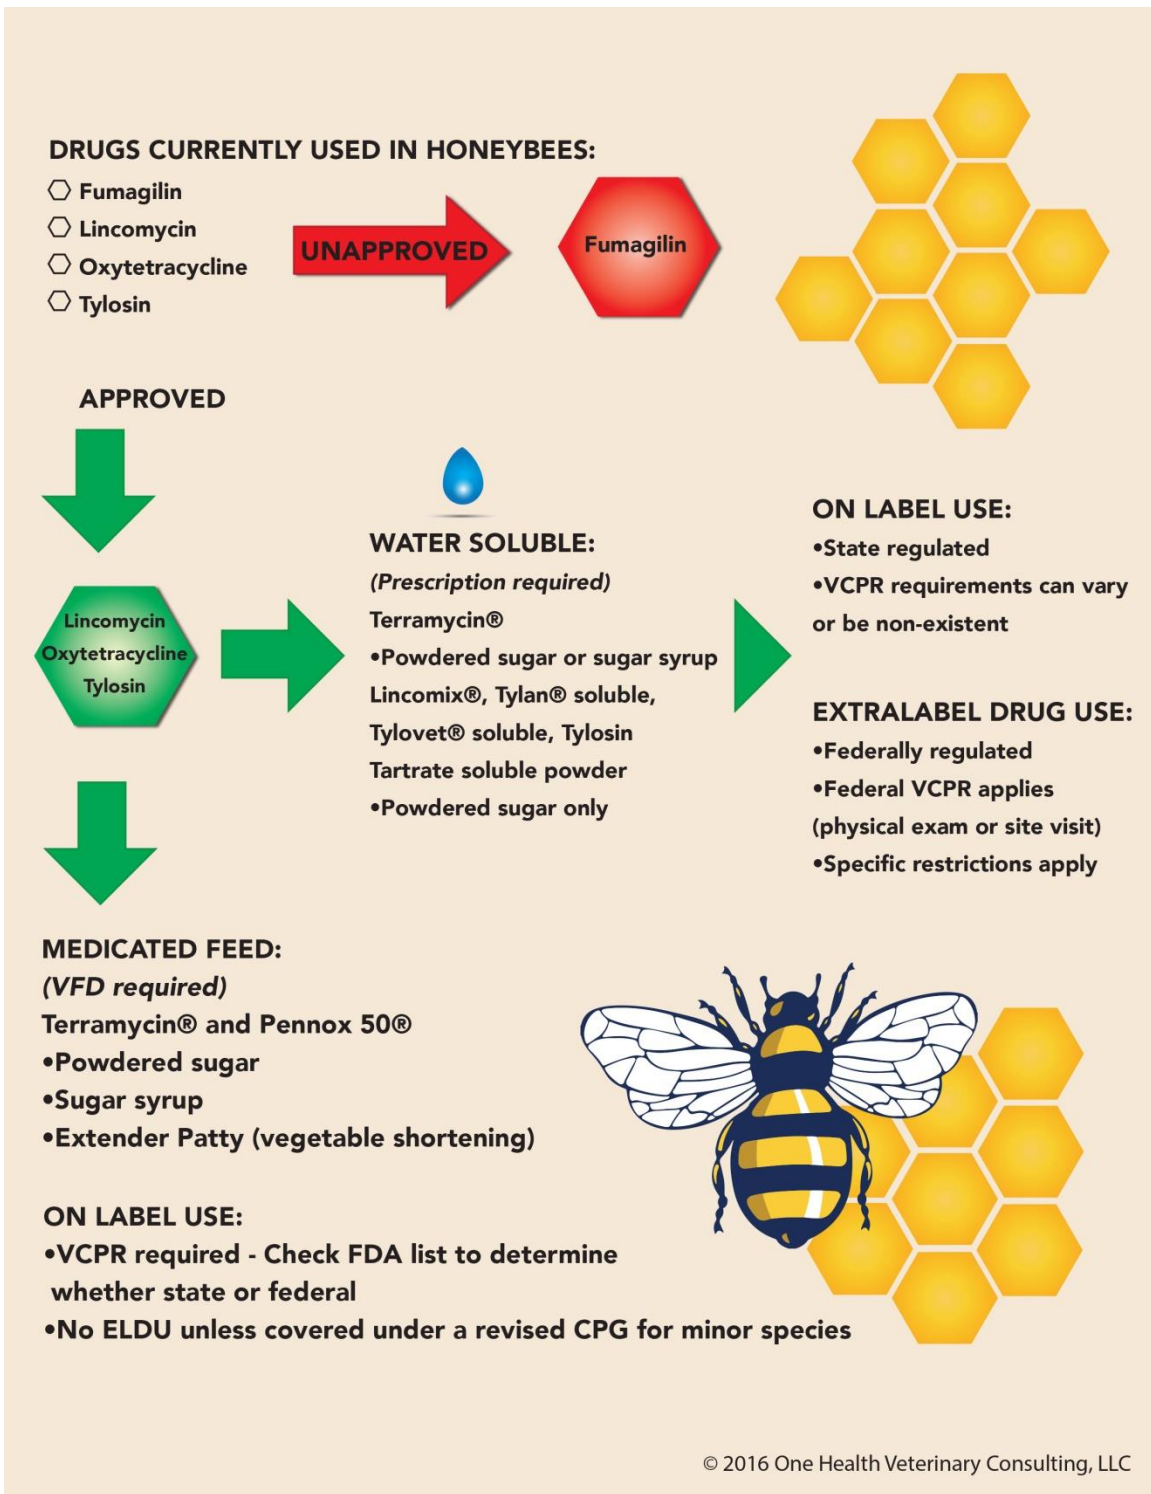 DRUGS CURRENTLY USED IN HONEYBEES:
Fumagilin
Lincomycin
Oxytetracycline
Tylosin
UNAPPROVED
Fumagilin
APPROVED
Lincomycin
Oxytetracycline
Tylosin
WATER SOLUBLE:
(Prescription required)
Terramycin®
•Powdered sugar or sugar syrup
Lincomix®, Tylan® soluble,
Tylovet® soluble, Tylosin
Tartrate soluble powder
•Powdered sugar only
ON LABEL USE:
•State regulated
•VCPR requirements can vary
or be non-existent
EXTRALABEL DRUG USE:
•Federally regulated
•Federal VCPR applies
(physical exam or site visit)
•Specific restrictions apply
MEDICATED FEED:
(VFD required)
Terramycin® and Pennox 50®
•Powdered sugar
•Sugar syrup
•Extender Patty (vegetable shortening)
ON LABEL USE:
•VCPR required - Check FDA list to determine
whether state or federal
•No ELDU unless covered under a revised CPG for minor species
© 2016 One Health Veterinary Consulting, LLC